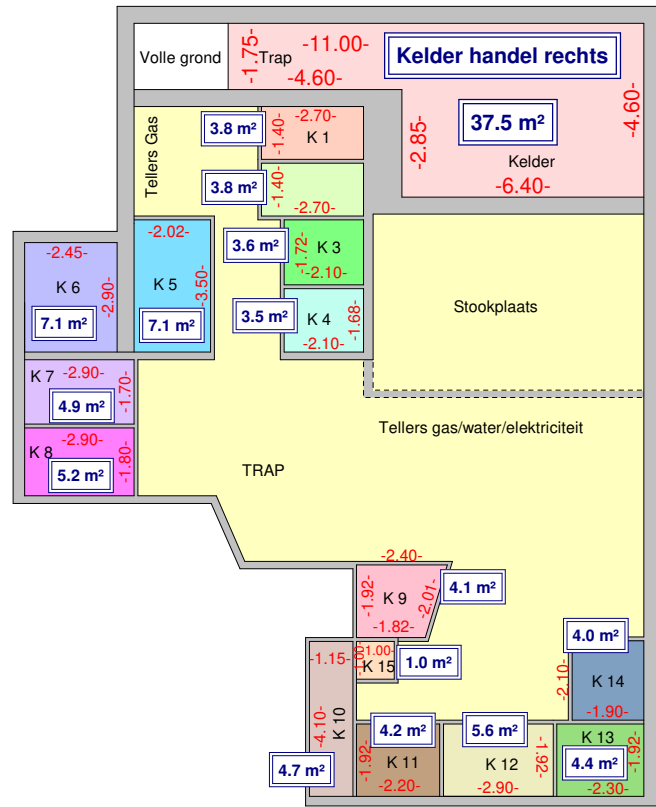 Volle grond
-1.75-
Trap
-11.00-
-4.60-
Kelder handel rechts
-4.60-
37.5 m²
-2.85-
Kelder
-6.40-
Tellers Gas
3.8 m²
-2.70-
-1.40-
K 1
3.8 m²
-1.40-
-2.70-
-2.02-
K 5
-3.50-
7.1 m²
3.6 m²
-1.72-
K 3
-2.10-
-2.45-
K 6
-2.90-
7.1 m²
3.5 m²
K 4
-1.68-
-2.10-
Stookplaats
K 7
-2.90-
-1.70-
4.9 m²
-2.90-
K 8
-1.80-
5.2 m²
Tellers gas/water/elektriciteit
TRAP
-2.40-
-1.92-
K 9
-2.01-
-1.82-
4.1 m²
-1.15-
-4.10-
K 10
4.7 m²
-1.00-
-1.00-
K 15
1.0 m²
4.0 m²
-2.10-
K 14
-1.90-
4.2 m²
-1.92-
K 11
-2.20-
5.6 m²
K 12
-1.92-
-2.90-
K 13
-1.92-
4.4 m²
-2.30-